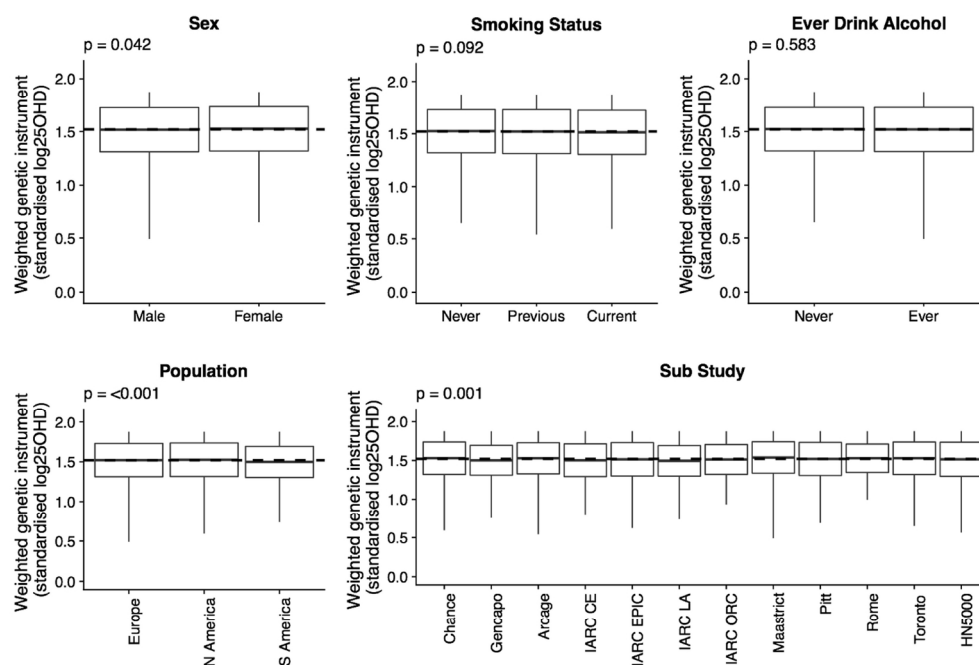 Sex
p = 0.042
Weighted genetic instrument
(standardised log25OHD)
2.0
1.5
1.0
0.5
0.0
Male Female
Smoking Status
p = 0.092
Weighted genetic instrument
(standardised log25OHD)
2.0
1.5
1.0
0.5
0.0
Never Previous Current
Ever Drink Alcohol
p = 0.583
Weighted genetic instrument
(standardised log25OHD)
2.0
1.5
1.0
0.5
0.0
Never Ever
Population
p = <0.001
Weighted genetic instrument
(standardised log25OHD)
2.0
1.5
1.0
0.5
0.0
Europe
N America
S America
Sub Study
p = 0.001
Weighted genetic instrument
(standardised log25OHD)
2.0
1.5
1.0
0.5
0.0
Chance
Gencapo
Arcage
IARC CE
IARC EPIC
IARC LA
IARC ORC
Maastrict
Pitt
Rome
Toronto
HN5000